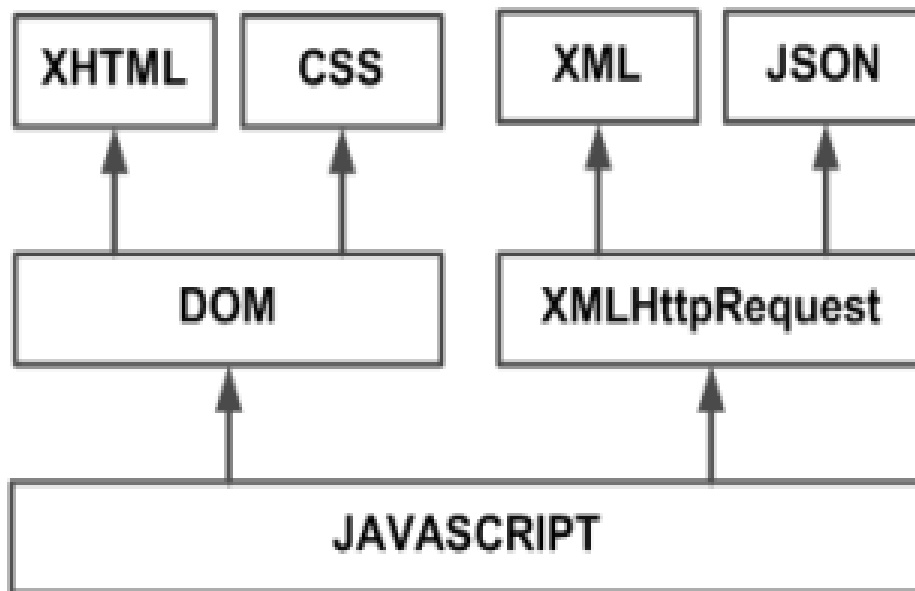 XHTML
CSS
XML
JSON
DOM
XMLHttpRequest
JAVASCRIPT